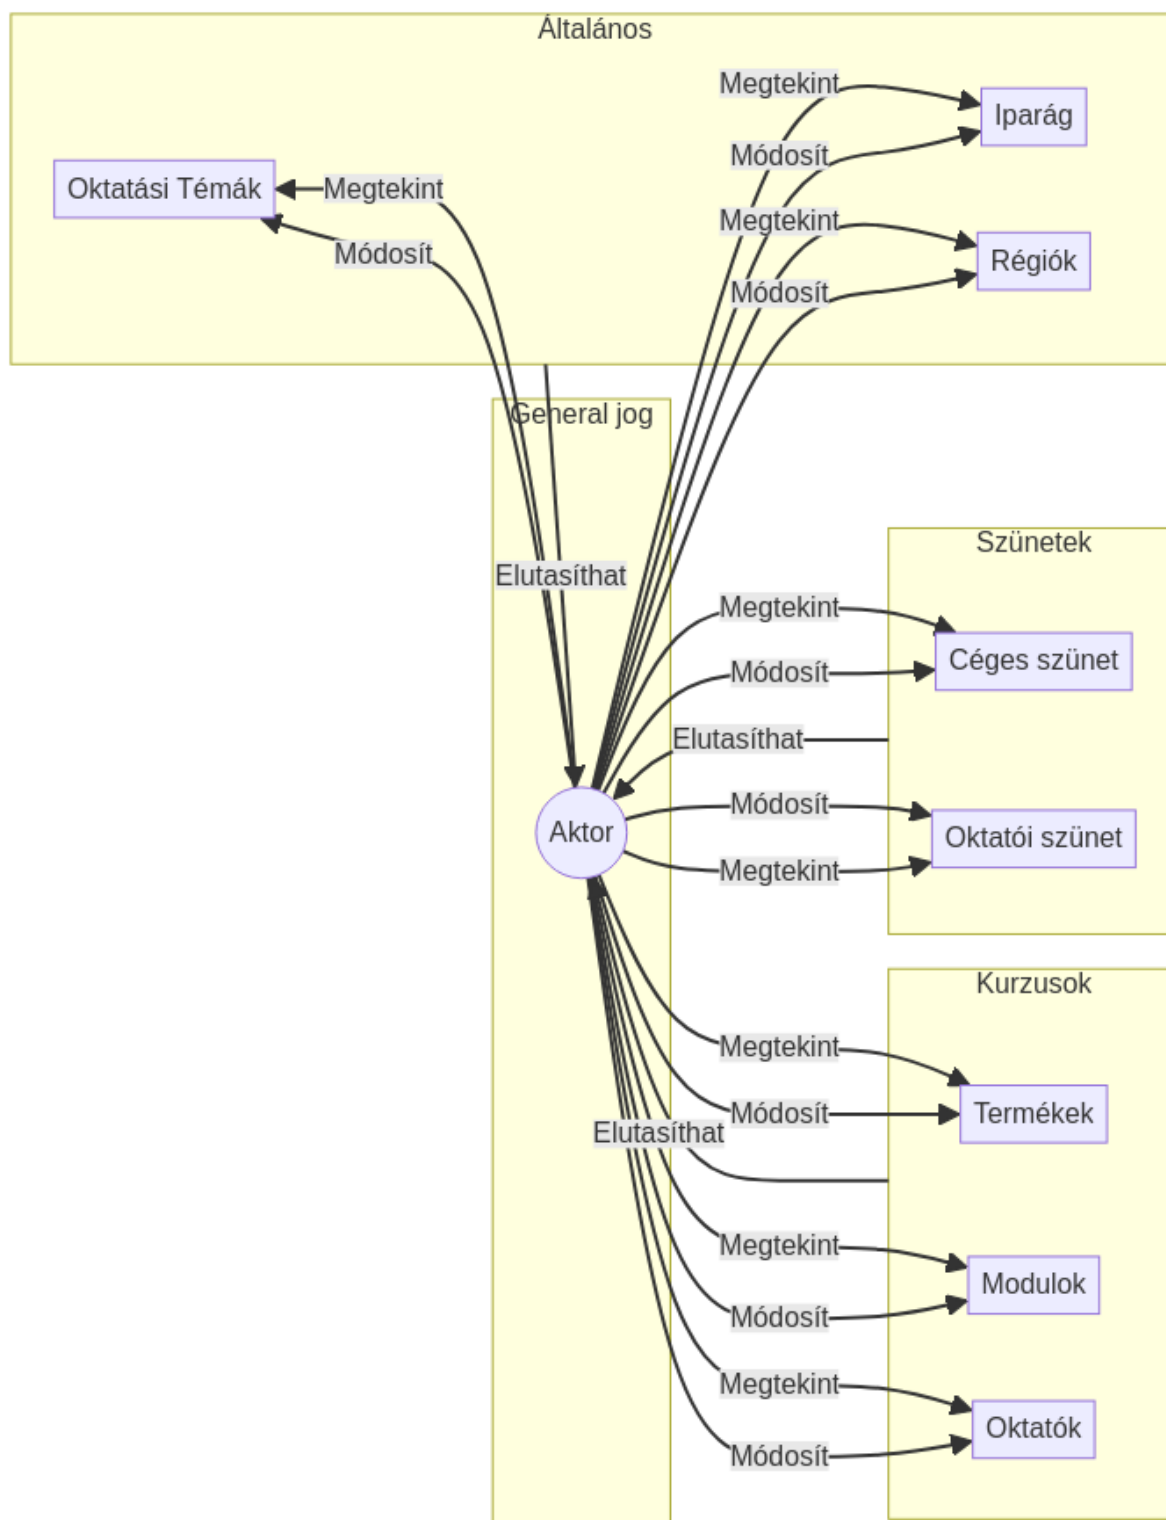 Általános
Megtekint
Iparág
Módosít
Oktatási Témák
Megtekint
Megtekint
Módosít
Régiók
Módosít
General jog
Szünetek
Elutasíthat
Megtekint
Céges szünet
Módosít
Elutasíthat
Módosít
Aktor
Oktatói szünet
Megtekint
Kurzusok
Megtekint
Termékek
Módosít
Elutasíthat
Megtekint
Modulok
Módosít
Megtekint
Oktatók
Módosít